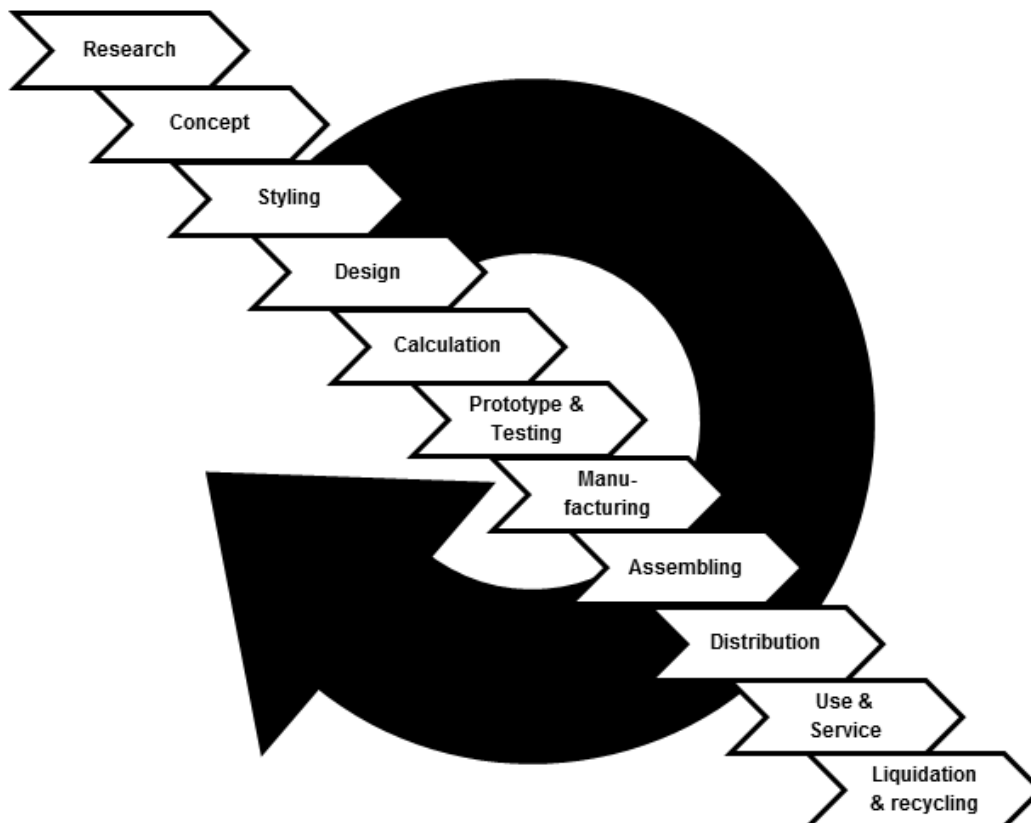 Research
Concept
Styling
Design
Calculation
Prototype &
Testing
Manu-
facturing
Assembling
Distribution
Use &
Service
Liquidation
& recycling